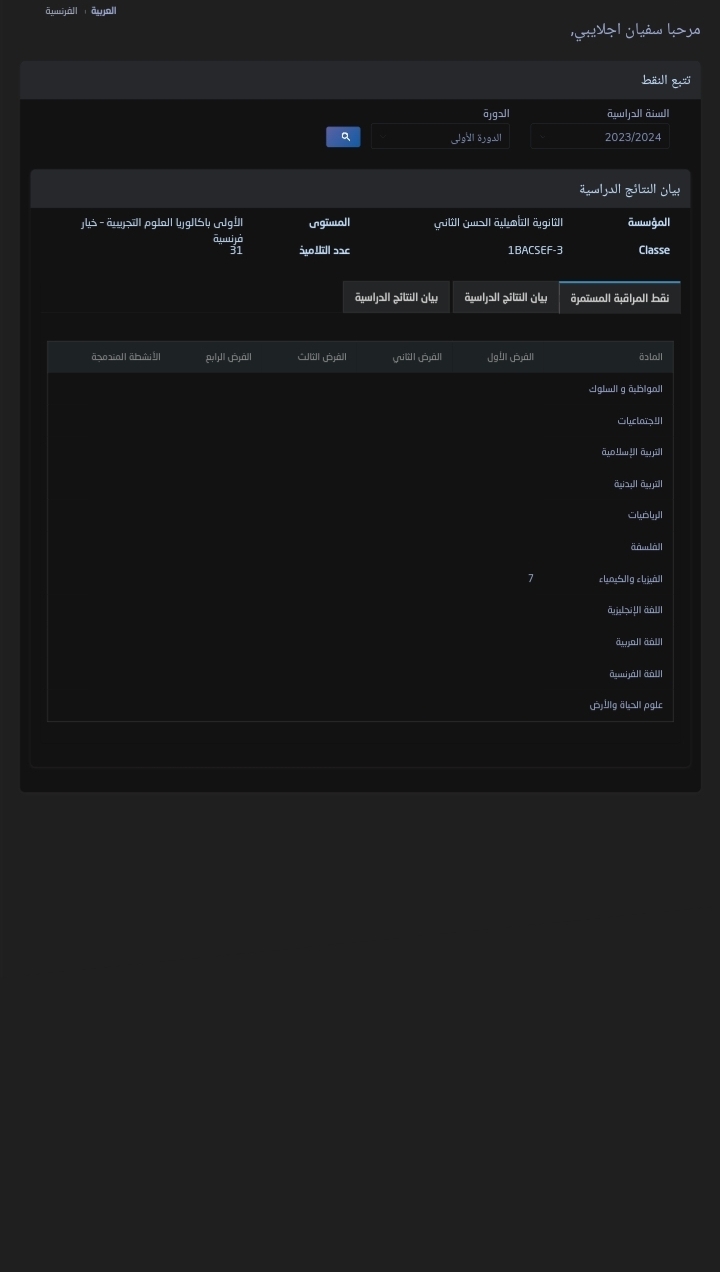 العربية › الفرنسية
مرحبا سفيان اجلايبي,
تتبع النقط
السنة الدراسية الدورة
2023/2024 الدورة الأولى
بيان النتائج الدراسية
المؤسسة الثانوية التأهيلية الحسن الثاني المستوى الأولى باكالوريا العلوم التجريبية - خيار
فرنسية
Classe 1BACSEF-3 عدد التلاميذ 31
نقط المراقبة المستمرة بيان النتائج الدراسية بيان النتائج الدراسية
المادة الفرض الأول الفرض الثاني الفرض الثالث الفرض الرابع الأنشطة المندمجة
المواظبة و السلوك
الاجتماعيات
التربية الإسلامية
التربية البدنية
الرياضيات
الفلسفة
الفيزياء والكيمياء 7
اللغة الإنجليزية
اللغة العربية
اللغة الفرنسية
علوم الحياة والأرض